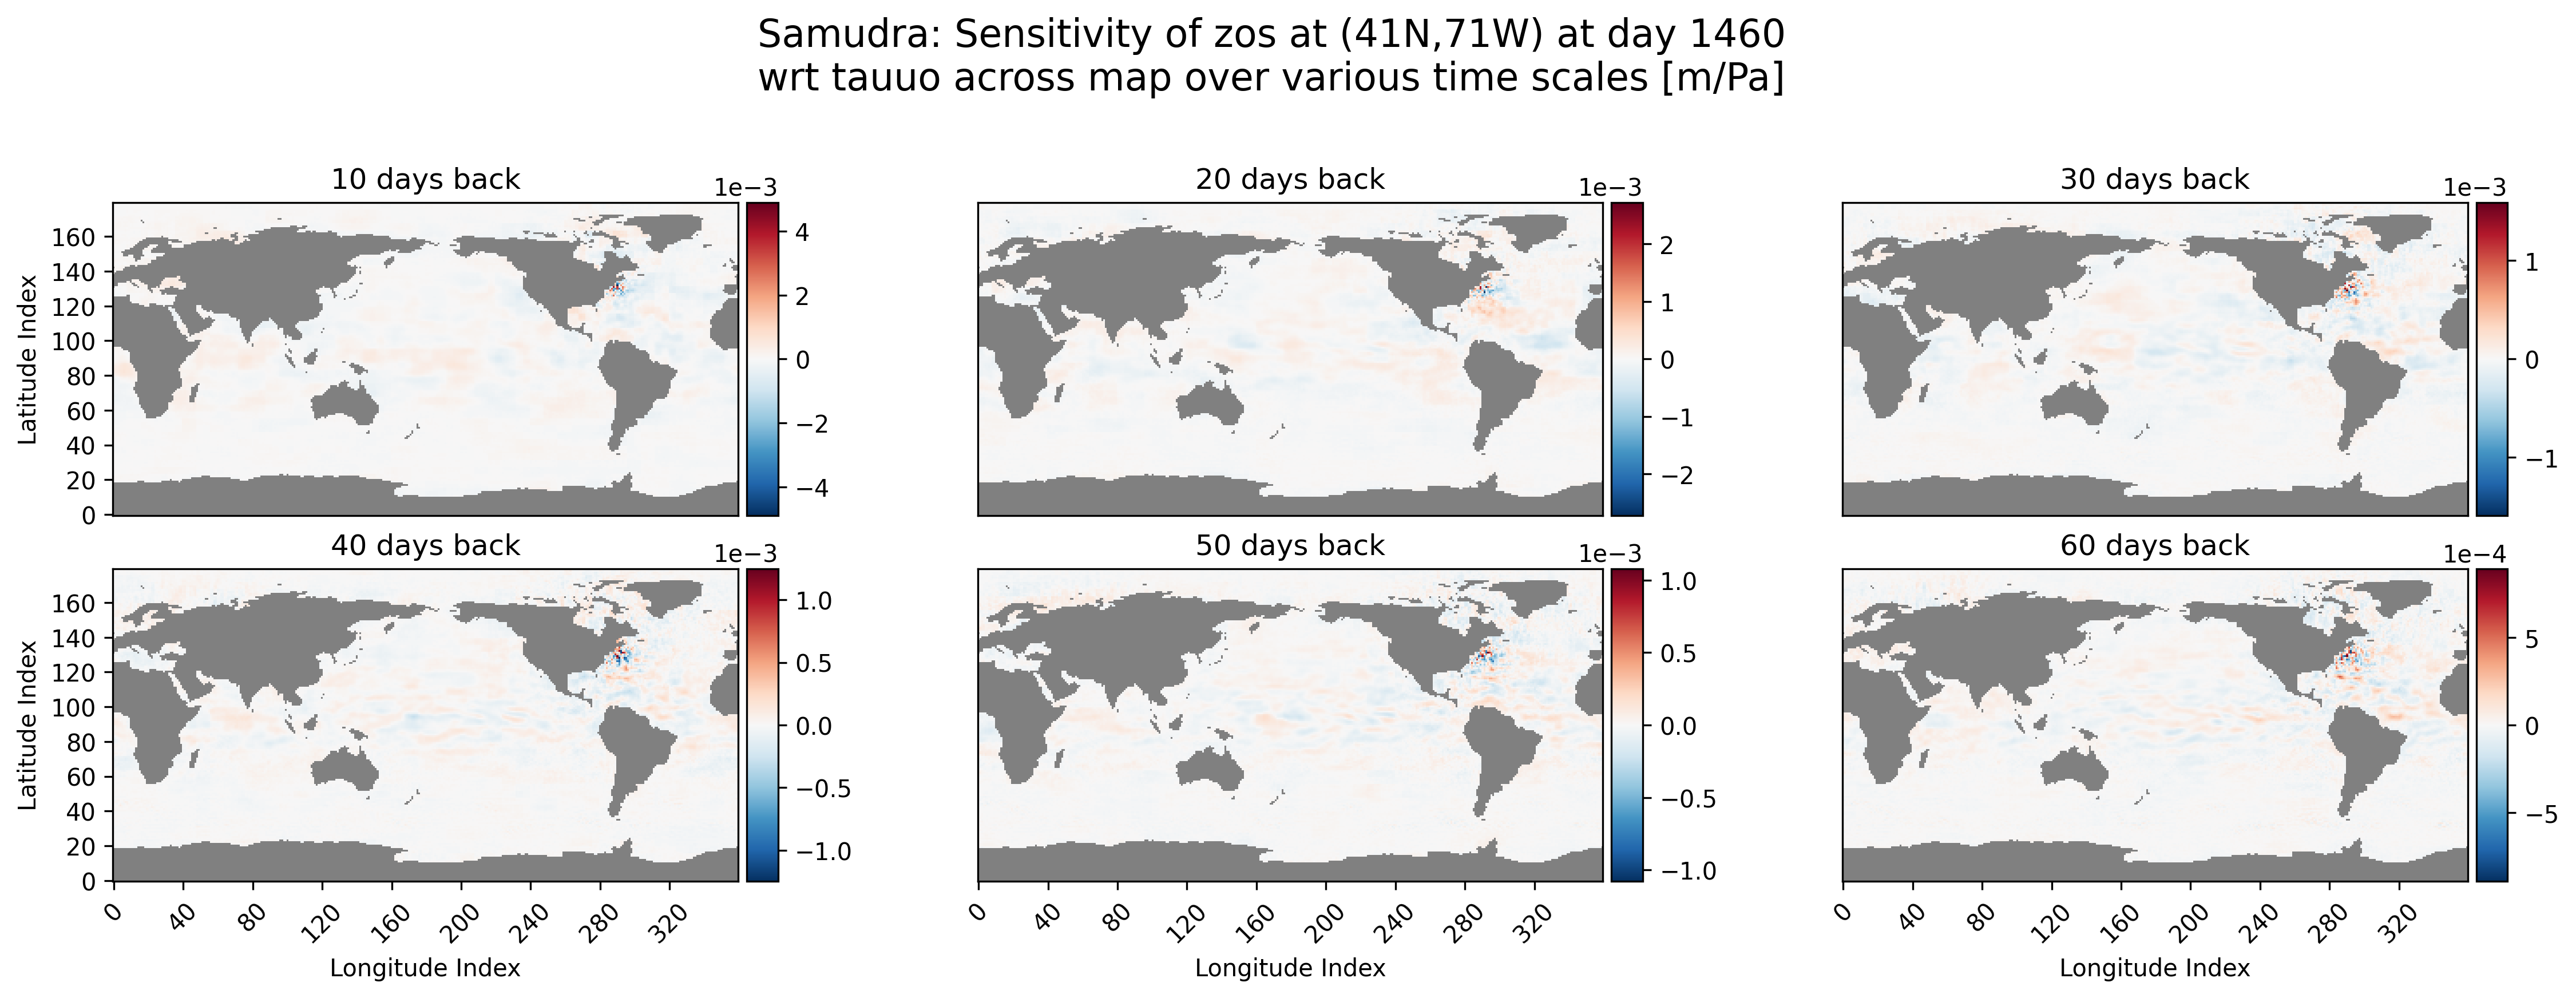 Samudra: Sensitivity of zos at (41N,71W) at day 1460
wrt tauuo across map over various time scales [m/Pa]
10 days back
1e−3
20 days back
1e−3
30 days back
1e−3
Latitude Index
160
140
120
100
80
60
40
20
0
4
2
0
−2
−4
2
1
0
−1
−2
1
0
−1
40 days back
1e−3
50 days back
1e−3
60 days back
1e−4
Latitude Index
160
140
120
100
80
60
40
20
0
1.0
0.5
0.0
−0.5
−1.0
1.0
0.5
0.0
−0.5
−1.0
5
0
−5
0 40 80 120 160 200 240 280 320
0 40 80 120 160 200 240 280 320
0 40 80 120 160 200 240 280 320
Longitude Index
Longitude Index
Longitude Index